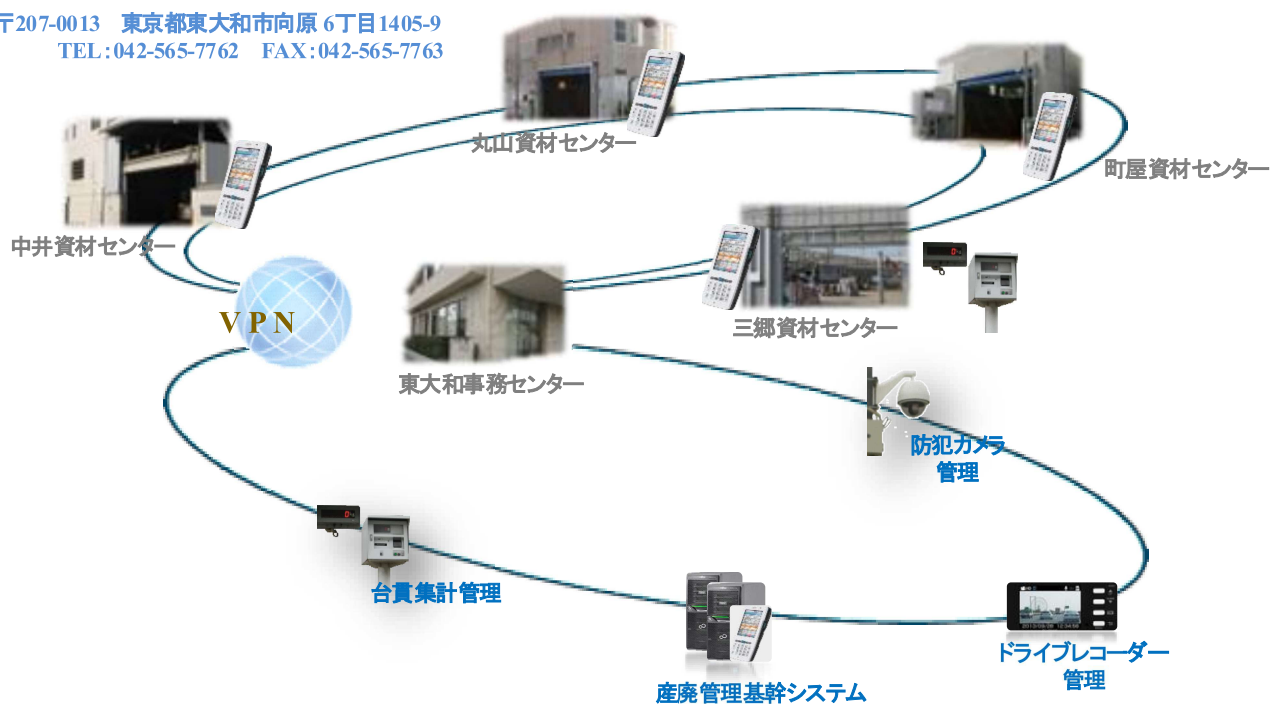 〒207-0013　東京都東大和市向原 6丁目1405-9
TEL:042-565-7762　FAX:042-565-7763
丸山資材センター
町屋資材センター
中井資材センター
VPN
三郷資材センター
東大和事務センター
防犯カメラ
管理
台貫集計管理
ドライブレコーダー
管理
産廃管理基幹システム